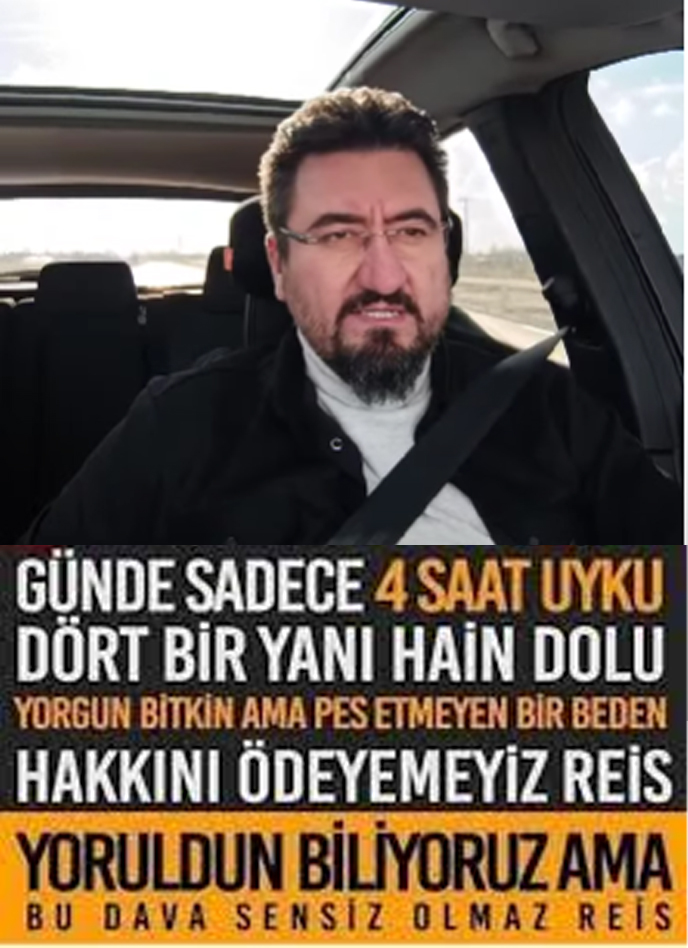 GÜNDE SADECE 4 SAAT UYKU
DÖRT BİR YANI HAİN DOLU
YORGUN BİTKİN AMA PES ETMEYEN BİR BEDEN
HAKKINI ÖDEYEMEYİZ REİS
YORULDUN BİLİYORUZ AMA
BU DAVA SENSİZ OLMAZ REİS